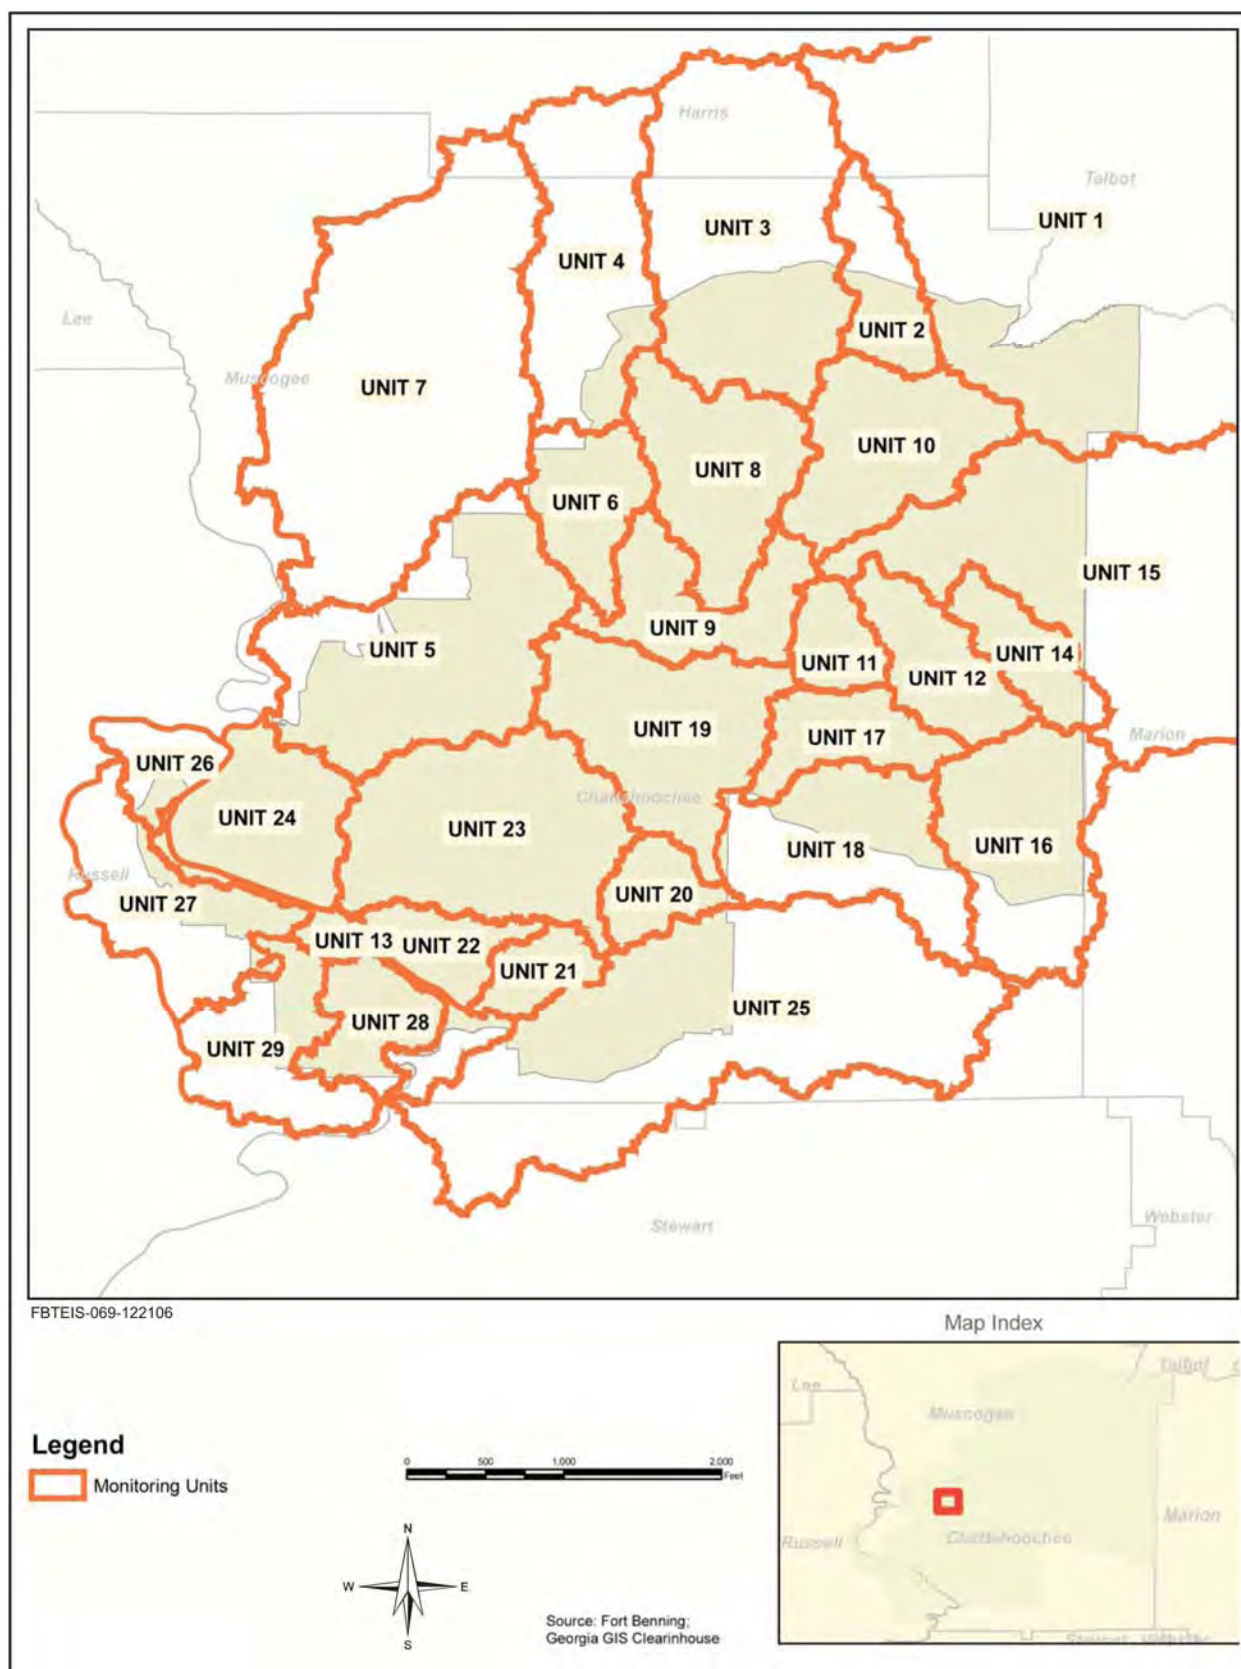 Harris
Talbot
UNIT 1
UNIT 3
UNIT 4
Lee
UNIT 2
Muscogee
UNIT 7
UNIT 10
UNIT 8
UNIT 6
UNIT 15
UNIT 9
UNIT 5
UNIT 14
UNIT 11
UNIT 12
UNIT 19
UNIT 17
Marion
UNIT 26
Chattahoochee
UNIT 24
UNIT 23
UNIT 18
UNIT 16
Russell
UNIT 20
UNIT 27
UNIT 13
UNIT 22
UNIT 21
UNIT 25
UNIT 28
UNIT 29
Stewart
Webster
FBTEIS-069-122106
Map Index
Legend
Monitoring Units
0 500 1,000 2,000
Feet
N
W E
S
Source: Fort Benning;
Georgia GIS Clearinhouse
Talbot
Lee
Muscogee
Marion
Russell
Chattahoochee
Stewart